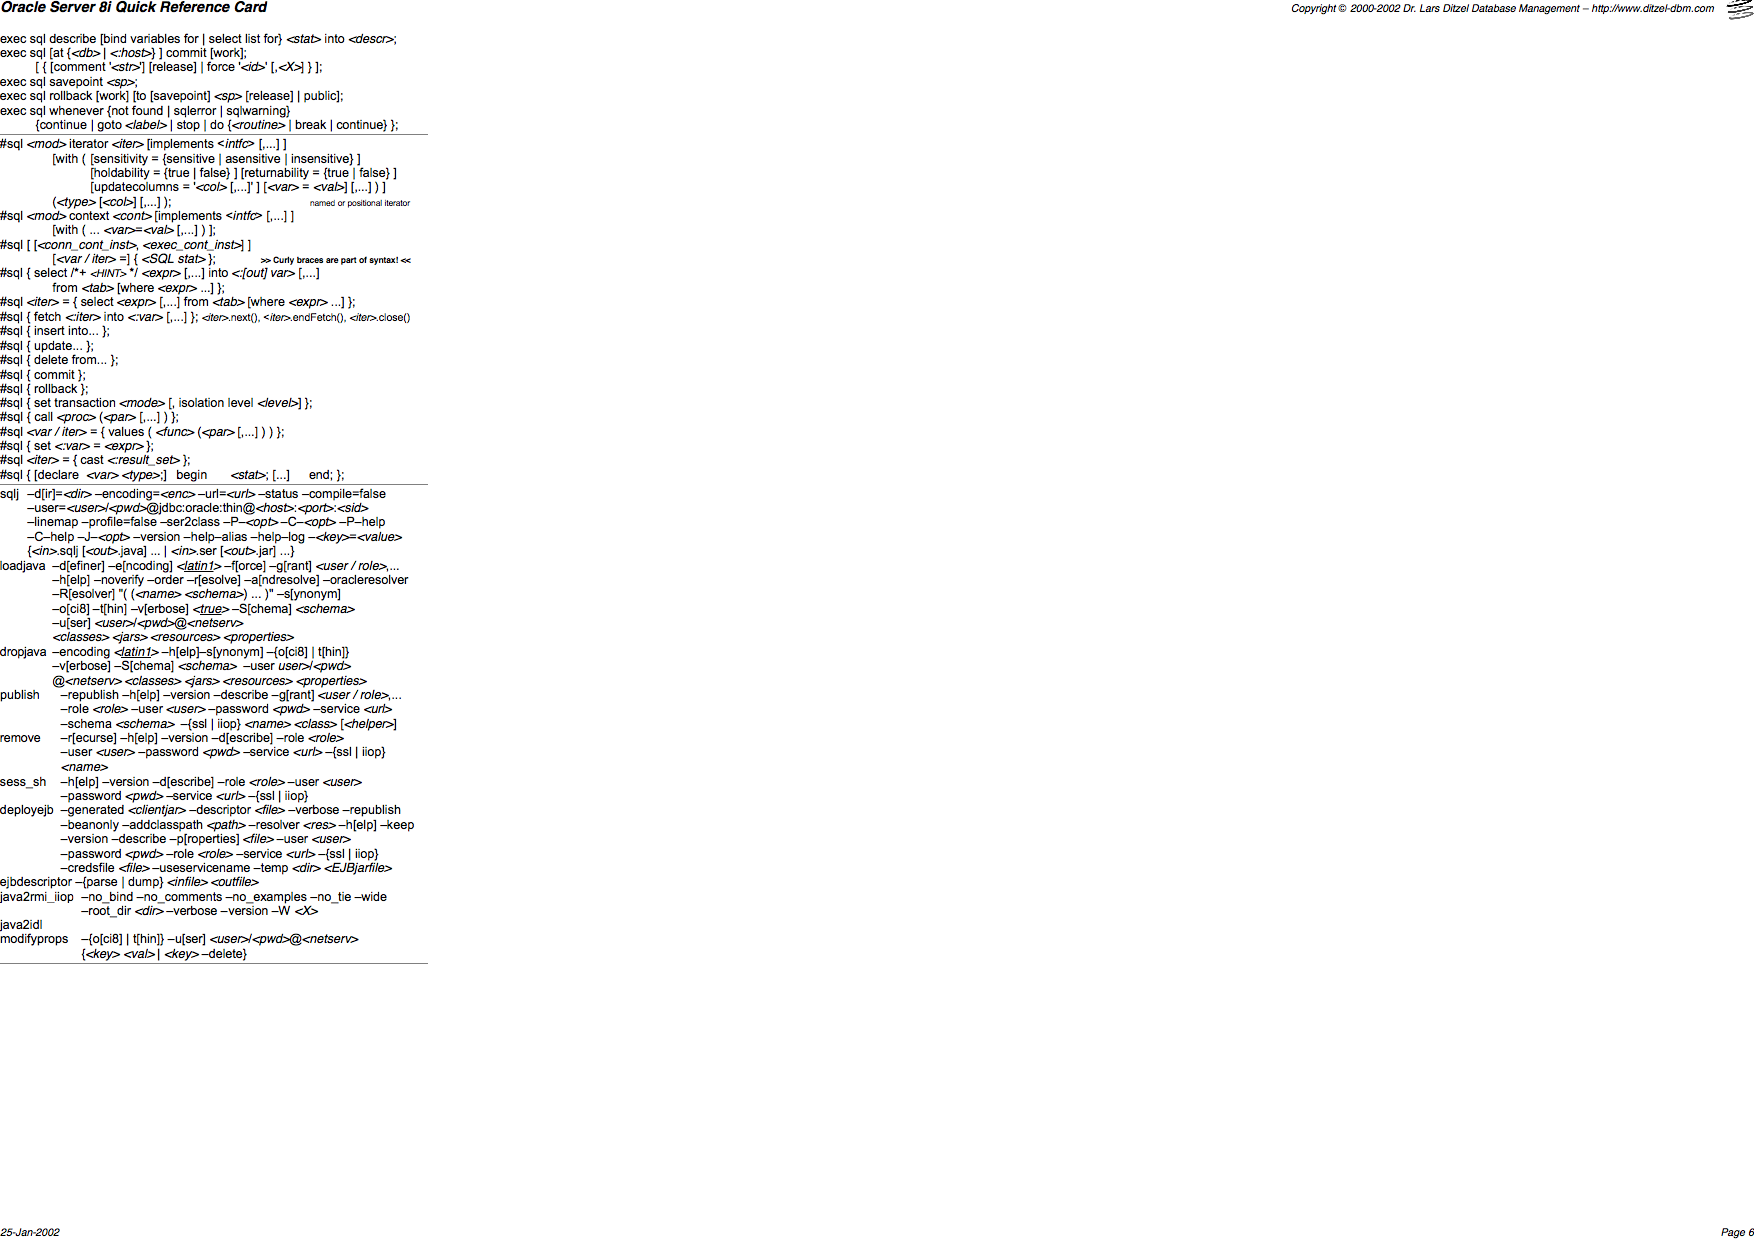 Oracle Server 8i Quick Reference Card
Copyright © 2000-2002 Dr. Lars Ditzel Database Management – http://www.ditzel-dbm.com
exec sql describe [bind variables for | select list for} <stat> into <descr>;
exec sql [at {<db> | <:host>} ] commit [work];
[ { [comment '<str>'] [release] | force '<id>' [,<X>] } ];
exec sql savepoint <sp>;
exec sql rollback [work] [to [savepoint] <sp> [release] | public];
exec sql whenever {not found | sqlerror | sqlwarning}
{continue | goto <label> | stop | do {<routine> | break | continue} };
#sql <mod> iterator <iter> [implements <intfc> [,...] ]
[with ( [sensitivity = {sensitive | asensitive | insensitive} ]
[holdability = {true | false} ] [returnability = {true | false} ]
[updatecolumns = '<col> [,...]' ] [<var> = <val>] [,...] ) ]
(<type> [<col>] [,...] ); named or positional iterator
#sql <mod> context <cont> [implements <intfc> [,...] ]
[with ( ... <var>=<val> [,...] ) ];
#sql [ [<conn_cont_inst>, <exec_cont_inst>] ]
[<var / iter> =] { <SQL stat> }; >> Curly braces are part of syntax! <<
#sql { select /*+ <HINT> */ <expr> [,...] into <:[out] var> [,...]
from <tab> [where <expr> ...] };
#sql <iter> = { select <expr> [,...] from <tab> [where <expr> ...] };
#sql { fetch <:iter> into <:var> [,...] }; <iter>.next(), <iter>.endFetch(), <iter>.close()
#sql { insert into... };
#sql { update... };
#sql { delete from... };
#sql { commit };
#sql { rollback };
#sql { set transaction <mode> [, isolation level <level>] };
#sql { call <proc> (<par> [,...] ) };
#sql <var / iter> = { values ( <func> (<par> [,...] ) ) };
#sql { set <:var> = <expr> };
#sql <iter> = { cast <:result_set> };
#sql { [declare <var> <type>;] begin <stat>; [...] end; };
sqlj –d[ir]=<dir> –encoding=<enc> –url=<url> –status –compile=false
–user=<user>/<pwd>@jdbc:oracle:thin@<host>:<port>:<sid>
–linemap –profile=false –ser2class –P–<opt> –C–<opt> –P–help
–C–help –J–<opt> –version –help–alias –help–log –<key>=<value>
{<in>.sqlj [<out>.java] ... | <in>.ser [<out>.jar] ...}
loadjava –d[efiner] –e[ncoding] <latin1> –f[orce] –g[rant] <user / role>,...
–h[elp] –noverify –order –r[esolve] –a[ndresolve] –oracleresolver
–R[esolver] "( (<name> <schema>) ... )" –s[ynonym]
–o[ci8] –t[hin] –v[erbose] <true> –S[chema] <schema>
–u[ser] <user>/<pwd>@<netserv>
<classes> <jars> <resources> <properties>
dropjava –encoding <latin1> –h[elp]–s[ynonym] –{o[ci8] | t[hin]}
–v[erbose] –S[chema] <schema> –user user>/<pwd>
@<netserv> <classes> <jars> <resources> <properties>
publish –republish –h[elp] –version –describe –g[rant] <user / role>,...
–role <role> –user <user> –password <pwd> –service <url>
–schema <schema> –{ssl | iiop} <name> <class> [<helper>]
remove –r[ecurse] –h[elp] –version –d[escribe] –role <role>
–user <user> –password <pwd> –service <url> –{ssl | iiop}
<name>
sess_sh –h[elp] –version –d[escribe] –role <role> –user <user>
–password <pwd> –service <url> –{ssl | iiop}
deployejb –generated <clientjar> –descriptor <file> –verbose –republish
–beanonly –addclasspath <path> –resolver <res> –h[elp] –keep
–version –describe –p[roperties] <file> –user <user>
–password <pwd> –role <role> –service <url> –{ssl | iiop}
–credsfile <file> –useservicename –temp <dir> <EJBjarfile>
ejbdescriptor –{parse | dump} <infile> <outfile>
java2rmi_iiop –no_bind –no_comments –no_examples –no_tie –wide
–root_dir <dir> –verbose –version –W <X>
java2idl
modifyprops –{o[ci8] | t[hin]} –u[ser] <user>/<pwd>@<netserv>
{<key> <val> | <key> –delete}
25-Jan-2002
Page 6